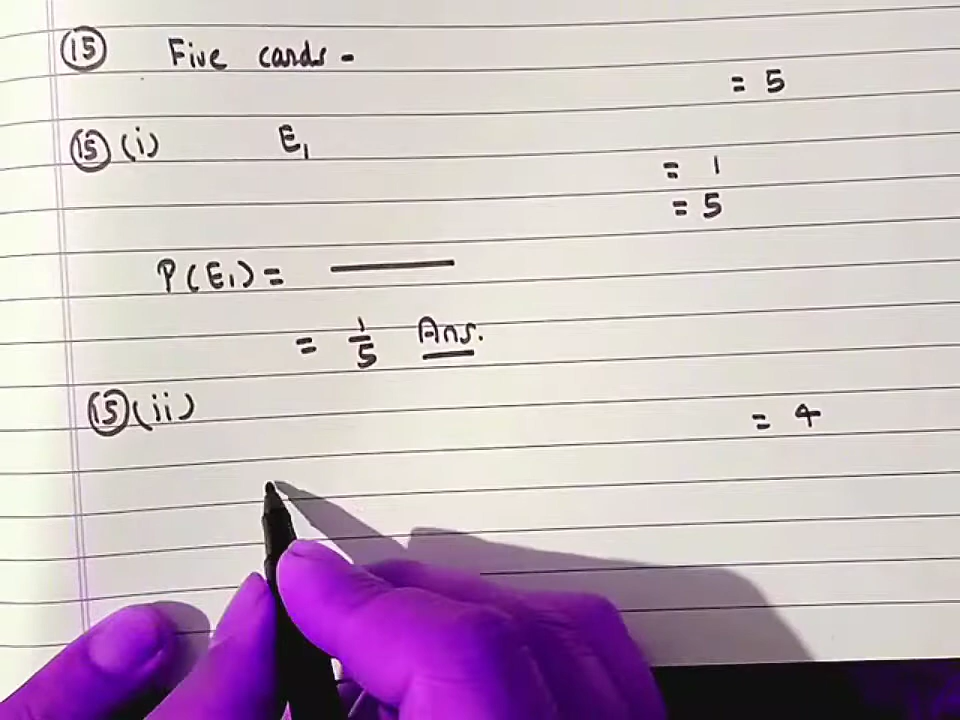 15 Five cards -
= 5
15 (i) E₁
= 1
= 5
P(E₁) = ———
= 1/5 Ans.
15 (ii)
= 4